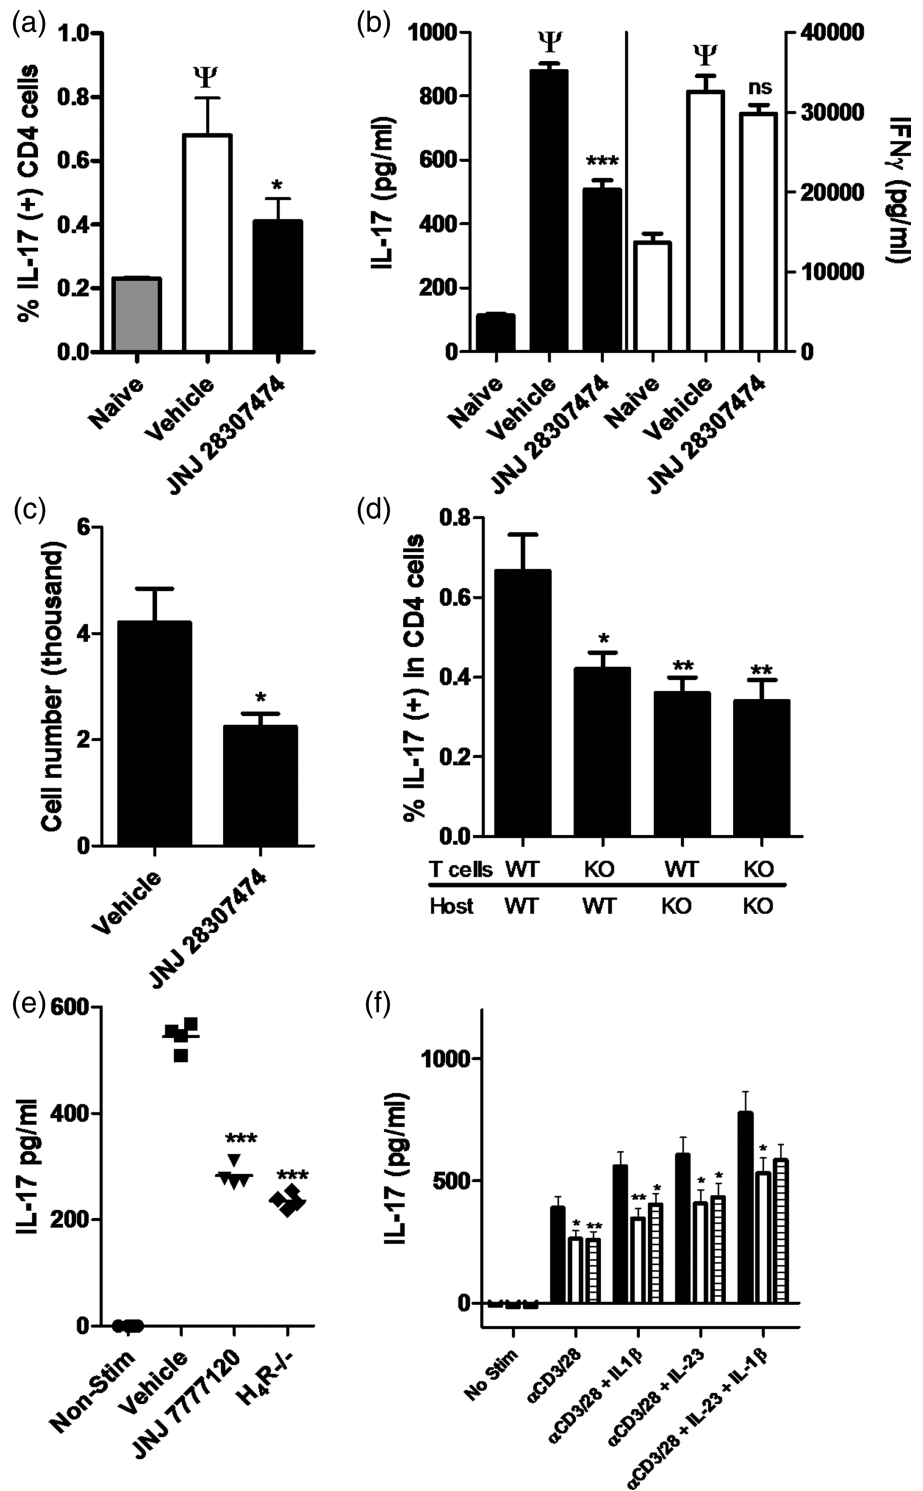 (a)
% IL-17 (+) CD4 cells
1.0
0.8
0.6
0.4
0.2
0.0
Ψ
*
Naive
Vehicle
JNJ 28307474
(b)
IL-17 (pg/ml)
1000
800
600
400
200
0
Ψ
***
Ψ
ns
40000
30000
20000
10000
0
IFNγ (pg/ml)
Naive
Vehicle
JNJ 28307474
Naive
Vehicle
JNJ 28307474
(c)
Cell number (thousand)
6
4
2
0
*
Vehicle
JNJ 28307474
(d)
% IL-17 (+) In CD4 cells
0.8
0.6
0.4
0.2
0.0
*
**
**
T cells WT KO WT KO
Host WT WT KO KO
(e)
IL-17 pg/ml
600
400
200
0
***
***
Non-Stim
Vehicle
JNJ 7777120
H₄R-/-
(f)
IL-17 (pg/ml)
1000
500
0
* **
** *
* *
*
No Stim
αCD3/28
αCD3/28 + IL1β
αCD3/28 + IL-23
αCD3/28 + IL-23 + IL-1β